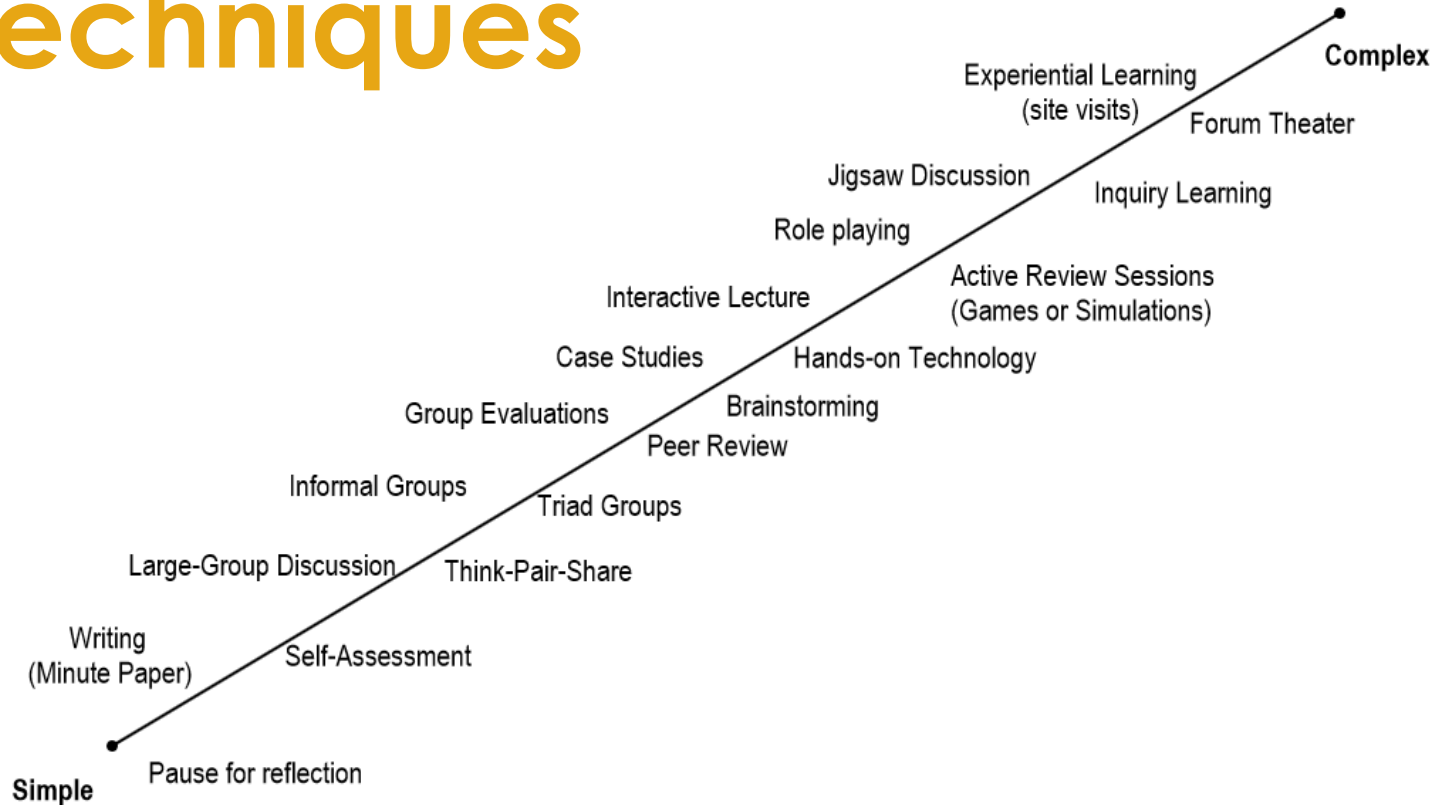 echniques
Complex
Experiential Learning
(site visits)
Forum Theater
Jigsaw Discussion
Inquiry Learning
Role playing
Active Review Sessions
(Games or Simulations)
Interactive Lecture
Case Studies
Hands-on Technology
Group Evaluations
Brainstorming
Peer Review
Informal Groups
Triad Groups
Large-Group Discussion
Think-Pair-Share
Writing
(Minute Paper)
Self-Assessment
Pause for reflection
Simple